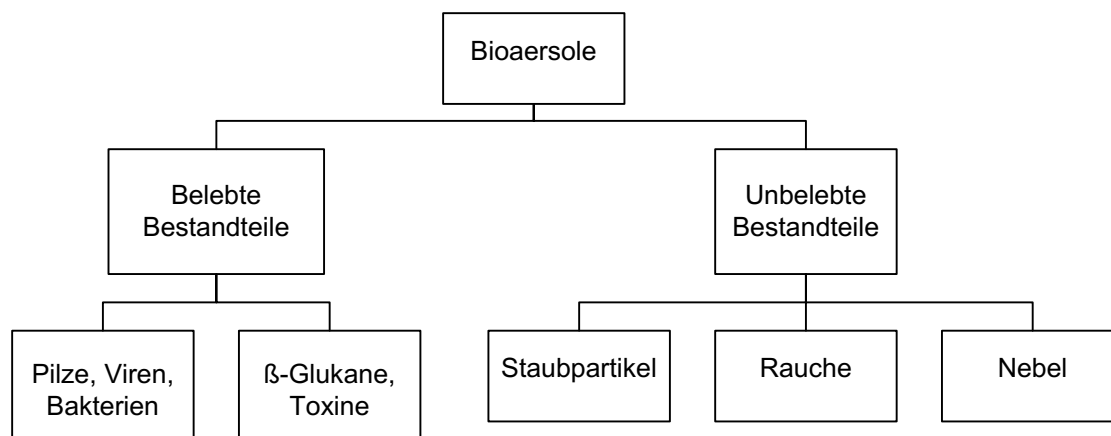 Bioaersole
Belebte
Bestandteile
Unbelebte
Bestandteile
Pilze, Viren,
Bakterien
ß-Glukane,
Toxine
Staubpartikel
Rauche
Nebel